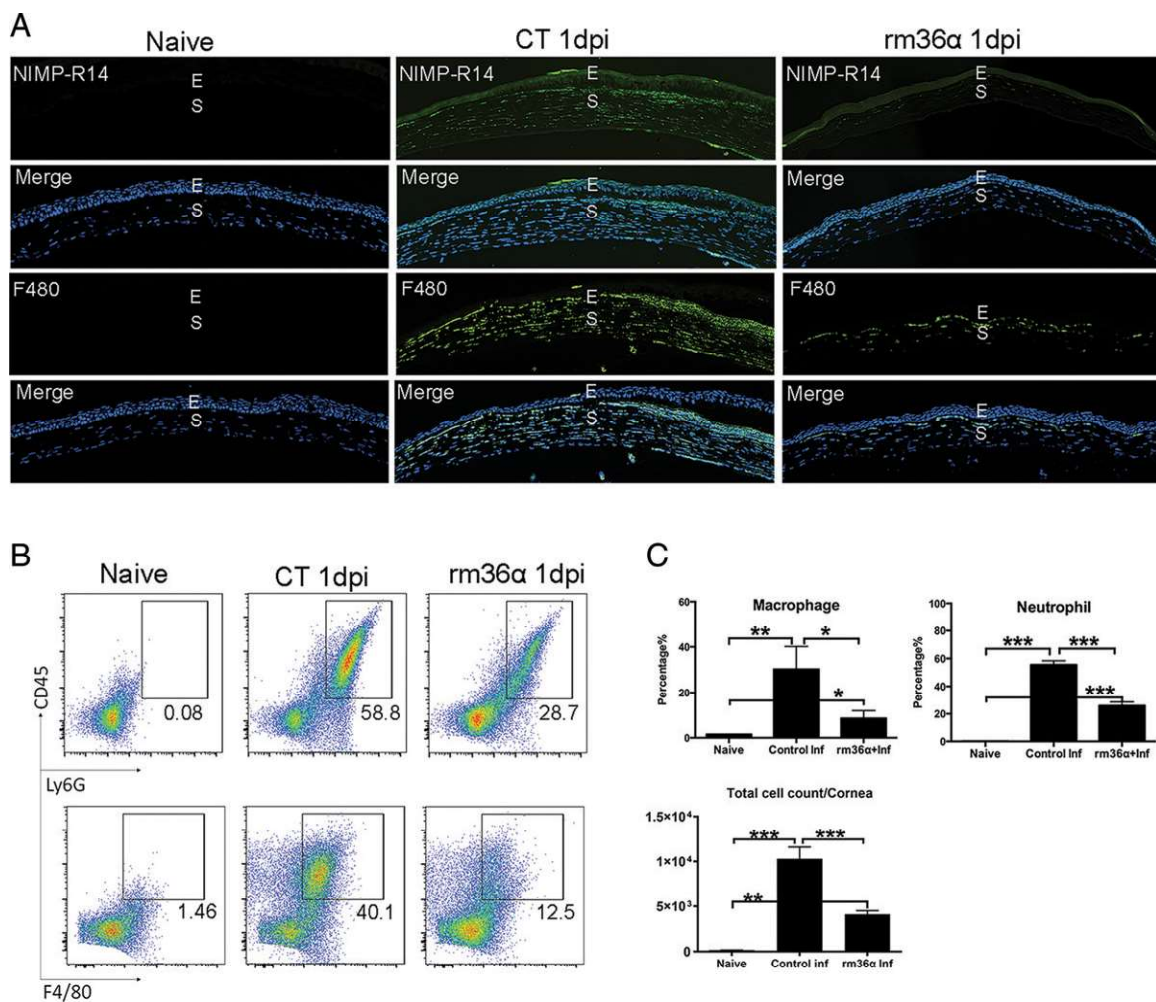 A
Naive CT 1dpi rm36α 1dpi
NIMP-R14 E S NIMP-R14 E S NIMP-R14 E S
Merge E S Merge E S Merge E S
F480 E S F480 E S F480 E S
Merge E S Merge E S Merge E S
B
Naive CT 1dpi rm36α 1dpi
CD45
0.08 58.8 28.7
Ly6G
1.46 40.1 12.5
F4/80
C
Macrophage
Percentage%
60
40
20
0
** *
*
Naive Control Inf rm36α+Inf
Neutrophil
Percentage%
100
80
60
40
20
0
*** ***
***
Naive Control Inf rm36α+Inf
Total cell count/Cornea
1.5×10⁴
1×10⁴
5×10³
0
*** ***
**
Naive Control inf rm36α Inf